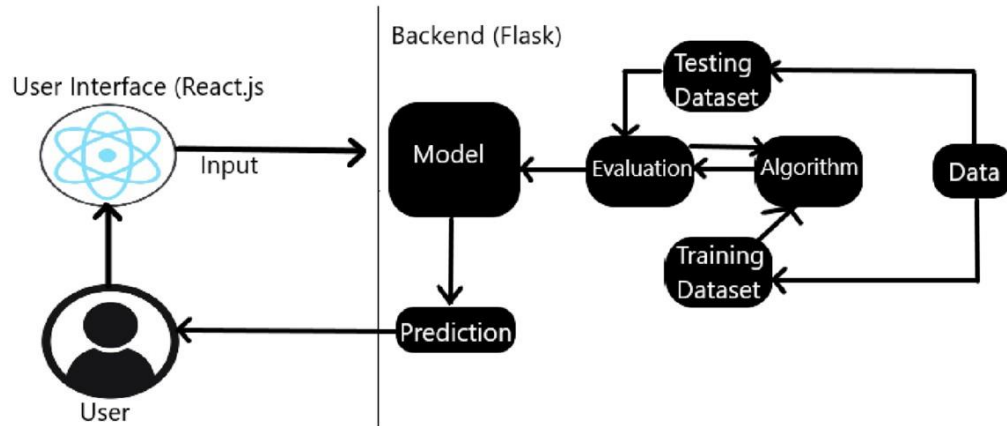 Backend (Flask)
User Interface (React.js
Input
Model
Evaluation
Algorithm
Data
Testing
Dataset
Training
Dataset
Prediction
User